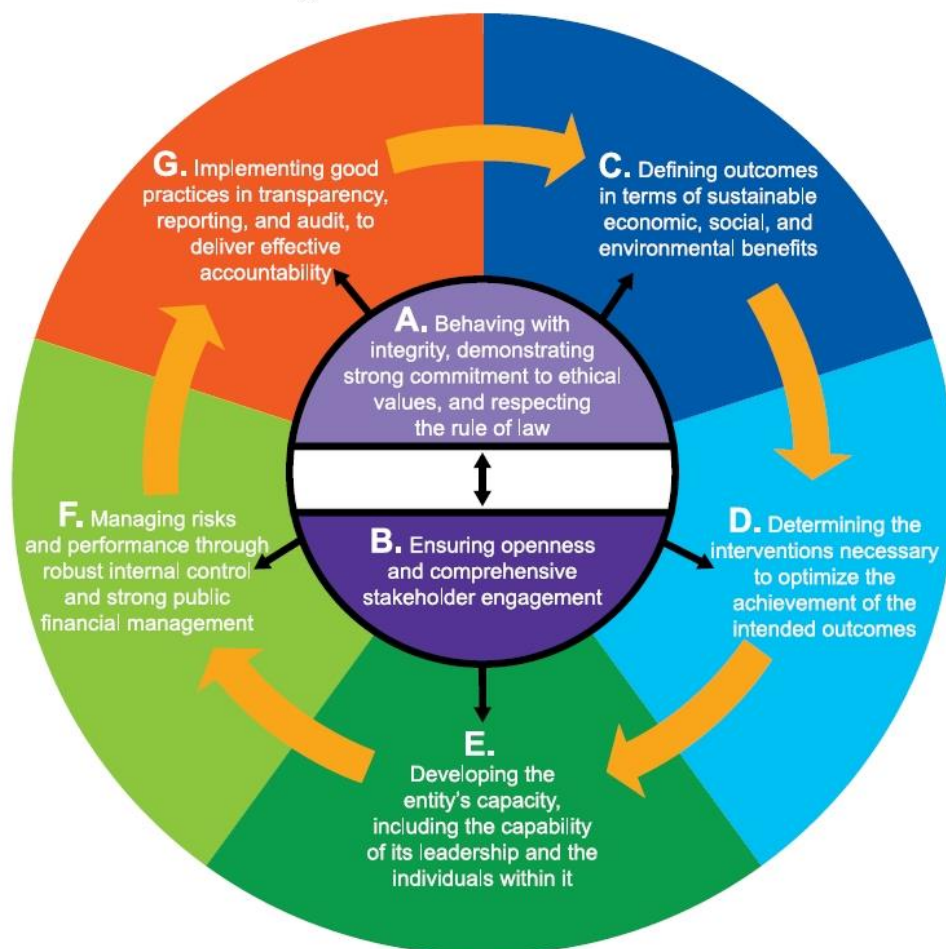 A. Behaving with
integrity, demonstrating
strong commitment to ethical
values, and respecting
the rule of law
B. Ensuring openness
and comprehensive
stakeholder engagement
C. Defining outcomes
in terms of sustainable
economic, social, and
environmental benefits
D. Determining the
interventions necessary
to optimize the
achievement of the
intended outcomes
E.
Developing the
entity's capacity,
including the capability
of its leadership and the
individuals within it
F. Managing risks
and performance through
robust internal control
and strong public
financial management
G. Implementing good
practices in transparency,
reporting, and audit, to
deliver effective
accountability